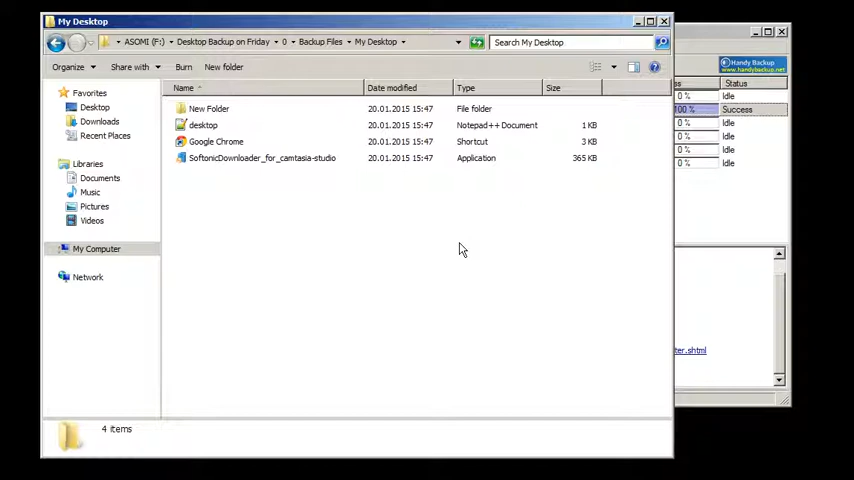 My Desktop
ASOMI (F:) Desktop Backup on Friday 0 Backup Files My Desktop
Search My Desktop
Organize Share with Burn New folder
Handy Backup
www.handybackup.net
Favorites
Desktop
Downloads
Recent Places
Libraries
Documents
Music
Pictures
Videos
My Computer
Network
Name Date modified Type Size
New Folder 20.01.2015 15:47 File folder
desktop 20.01.2015 15:47 Notepad++ Document 1 KB
Google Chrome 20.01.2015 15:47 Shortcut 3 KB
SoftonicDownloader_for_camtasia-studio 20.01.2015 15:47 Application 365 KB
Status
0 % Idle
100 % Success
0 % Idle
0 % Idle
0 % Idle
0 % Idle
ter.shtml
4 items